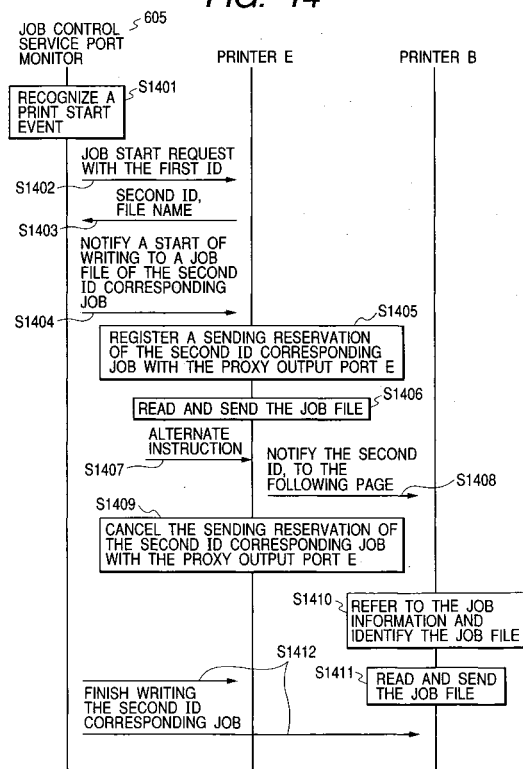 FIG. 14
JOB CONTROL
SERVICE PORT
MONITOR
605
PRINTER E
PRINTER B
RECOGNIZE A
PRINT START
EVENT
S1401
JOB START REQUEST
WITH THE FIRST ID
S1402
SECOND ID,
FILE NAME
S1403
NOTIFY A START OF
WRITING TO A JOB
FILE OF THE SECOND
ID CORRESPONDING
JOB
S1404
S1405
REGISTER A SENDING RESERVATION
OF THE SECOND ID CORRESPONDING
JOB WITH THE PROXY OUTPUT PORT E
S1406
READ AND SEND THE JOB FILE
ALTERNATE
INSTRUCTION
S1407
NOTIFY THE SECOND
ID, TO THE
FOLLOWING PAGE
S1408
S1409
CANCEL THE SENDING RESERVATION OF
THE SECOND ID CORRESPONDING JOB
WITH THE PROXY OUTPUT PORT E
S1410
REFER TO THE JOB
INFORMATION AND
IDENTIFY THE JOB FILE
S1411
READ AND SEND
THE JOB FILE
S1412
FINISH WRITING
THE SECOND ID
CORRESPONDING JOB